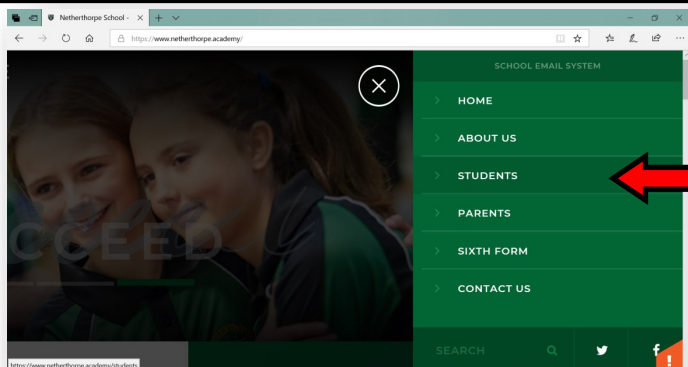 Netherthorpe School -
https://www.netherthorpe.academy/
SCHOOL EMAIL SYSTEM
HOME
ABOUT US
STUDENTS
PARENTS
SIXTH FORM
CONTACT US
CCEED
SEARCH
https://www.netherthorpe.academy/students